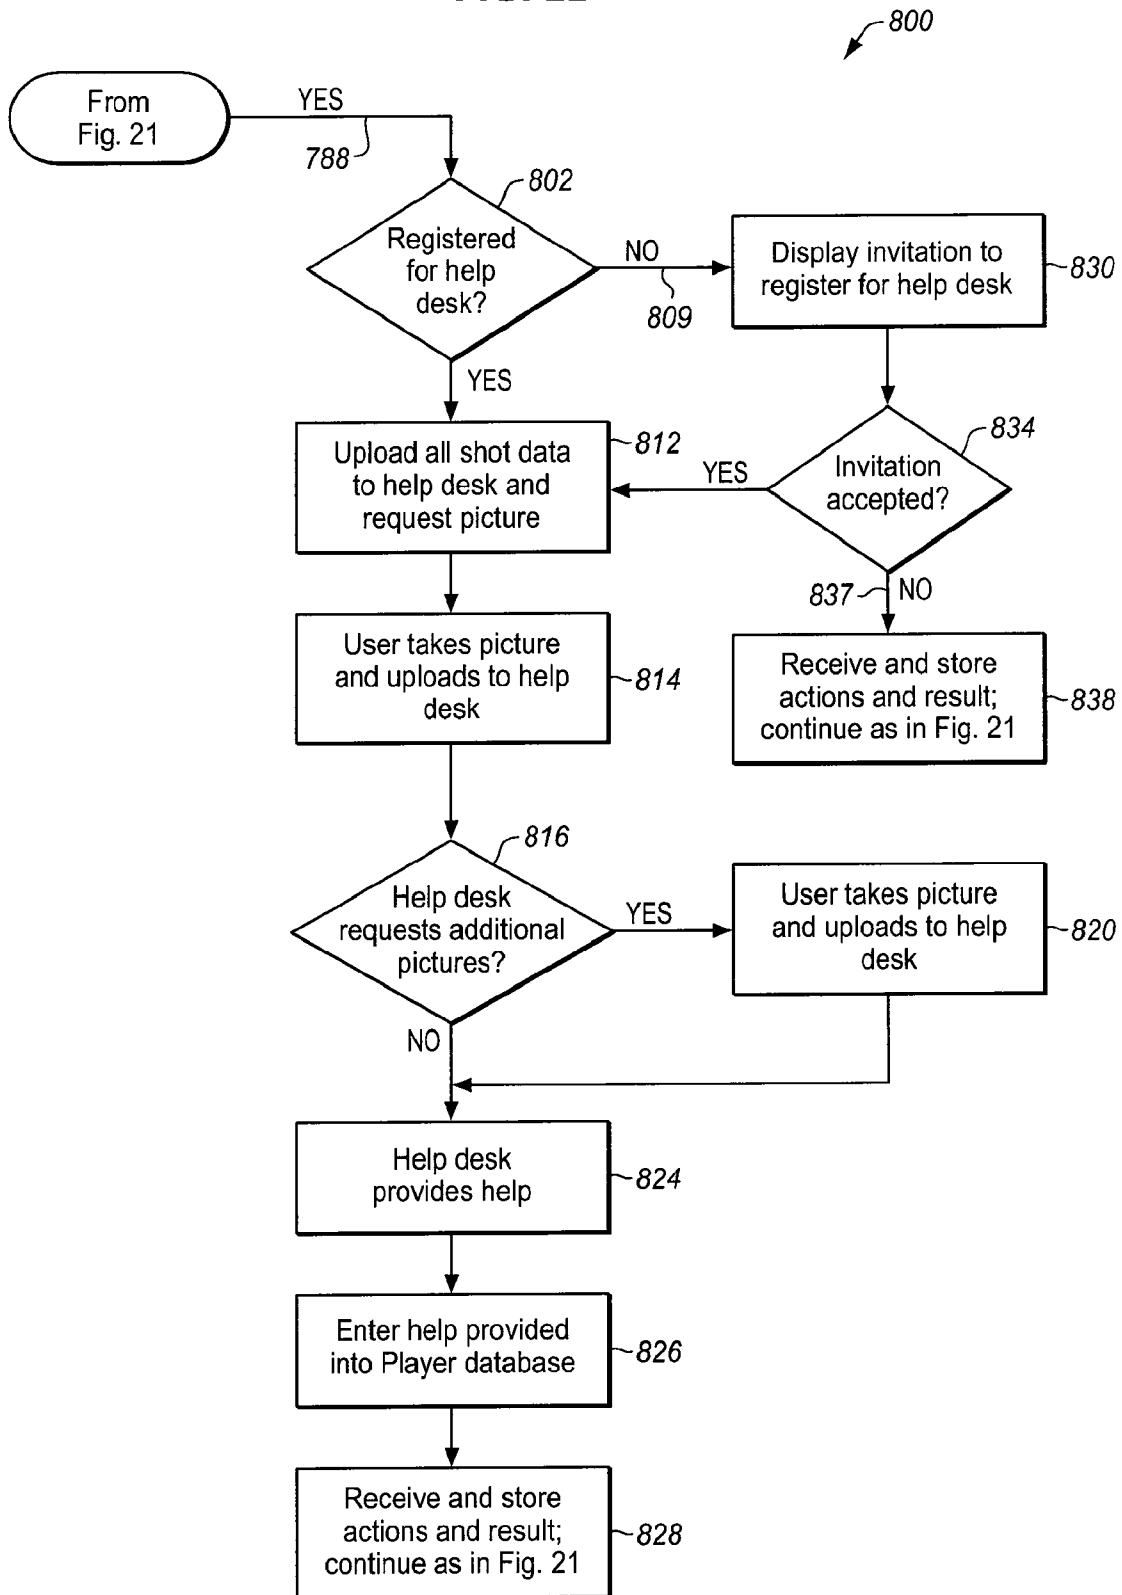 800
From
Fig. 21
YES
788
802
Registered
for help
desk?
NO
809
Display invitation to
register for help desk
830
YES
812
Upload all shot data
to help desk and
request picture
YES
834
Invitation
accepted?
837
NO
User takes picture
and uploads to help
desk
814
Receive and store
actions and result;
continue as in Fig. 21
838
816
Help desk
requests additional
pictures?
YES
User takes picture
and uploads to help
desk
820
NO
Help desk
provides help
824
Enter help provided
into Player database
826
Receive and store
actions and result;
continue as in Fig. 21
828